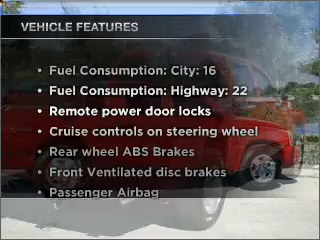 VEHICLE FEATURES
• Fuel Consumption: City: 16
• Fuel Consumption: Highway: 22
• Remote power door locks
• Cruise controls on steering wheel
• Rear wheel ABS Brakes
• Front Ventilated disc brakes
• Passenger Airbag